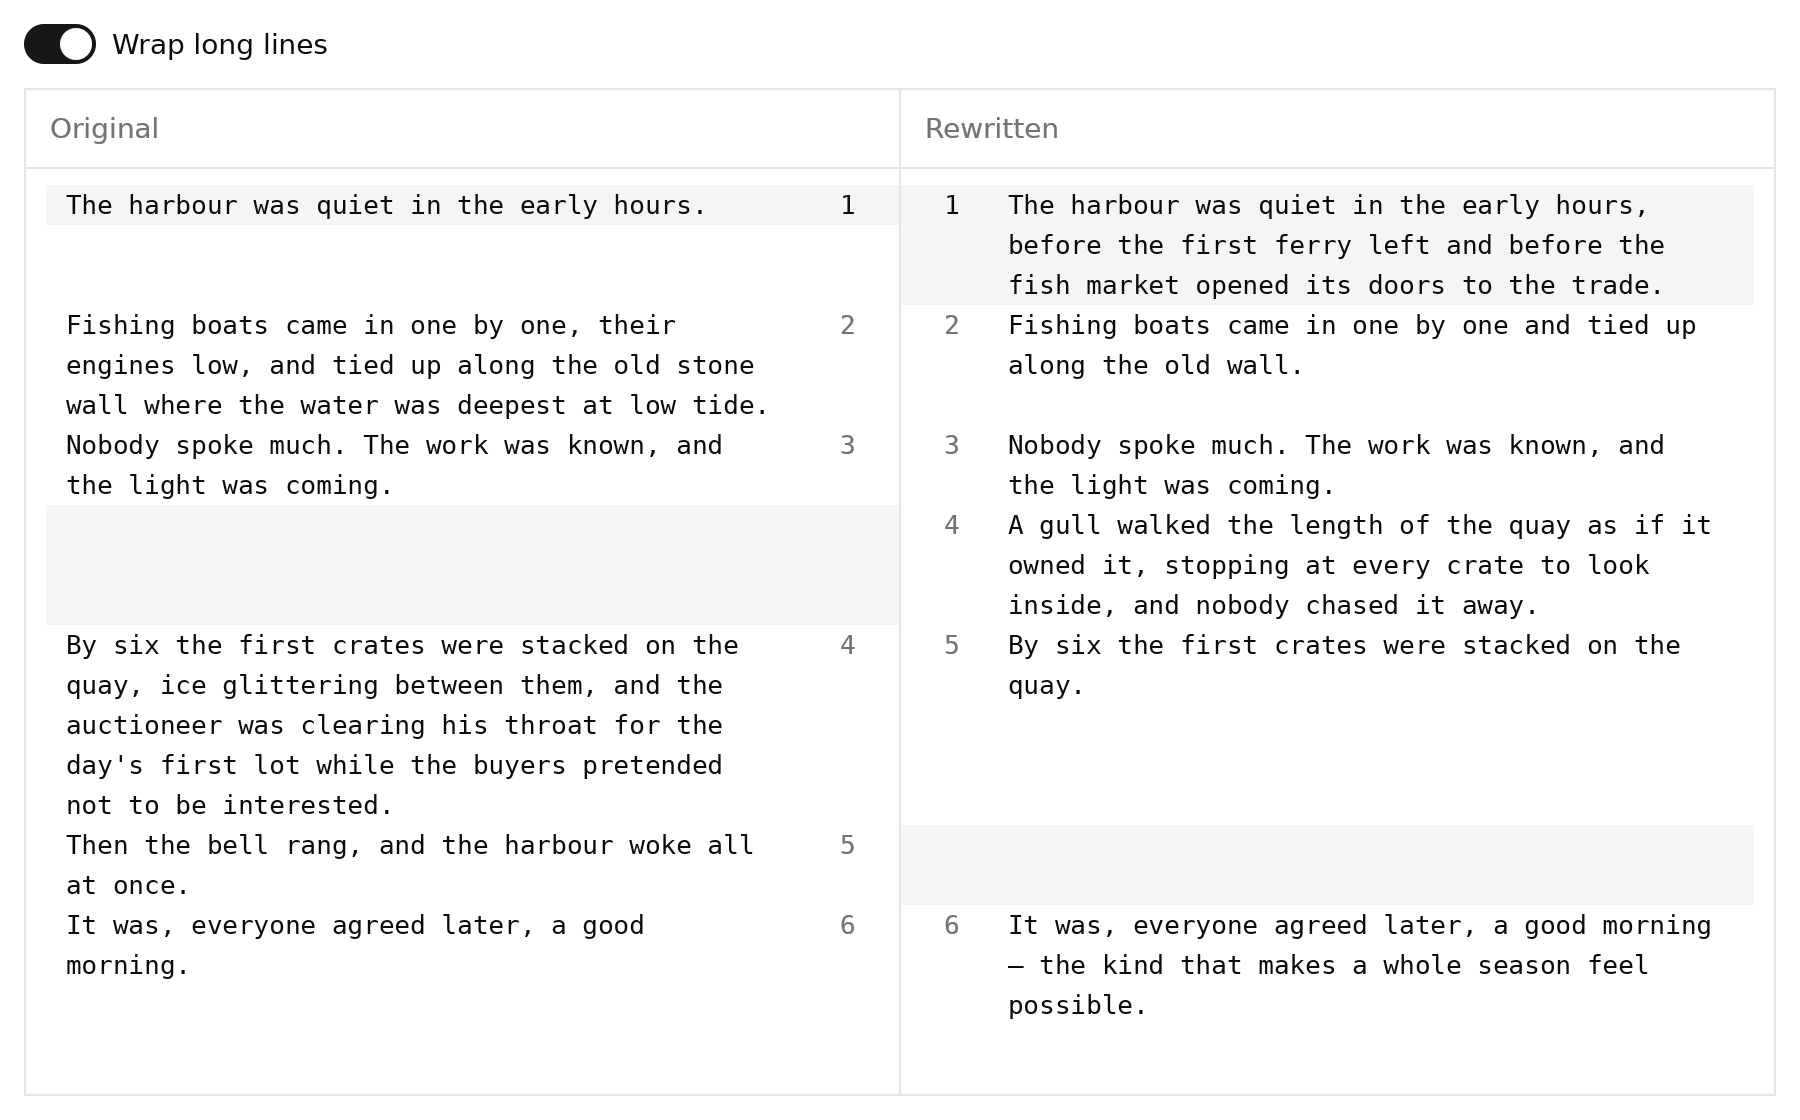 Wrap long lines
Original
The harbour was quiet in the early hours. 1
Fishing boats came in one by one, their 2
engines low, and tied up along the old stone
wall where the water was deepest at low tide.
Nobody spoke much. The work was known, and 3
the light was coming.
By six the first crates were stacked on the 4
quay, ice glittering between them, and the
auctioneer was clearing his throat for the
day's first lot while the buyers pretended
not to be interested.
Then the bell rang, and the harbour woke all 5
at once.
It was, everyone agreed later, a good 6
morning.
Rewritten
1 The harbour was quiet in the early hours,
before the first ferry left and before the
fish market opened its doors to the trade.
2 Fishing boats came in one by one and tied up
along the old wall.
3 Nobody spoke much. The work was known, and
the light was coming.
4 A gull walked the length of the quay as if it
owned it, stopping at every crate to look
inside, and nobody chased it away.
5 By six the first crates were stacked on the
quay.
6 It was, everyone agreed later, a good morning
— the kind that makes a whole season feel
possible.